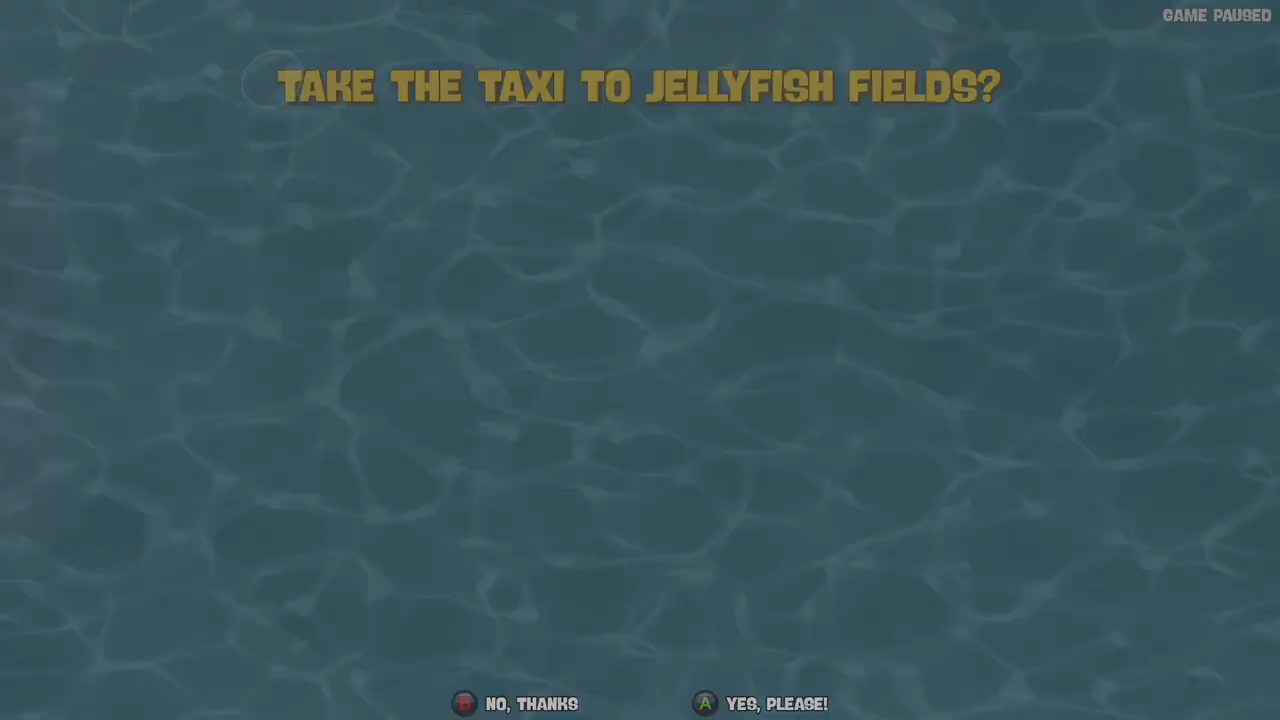 GAME PAUSED
TAKE THE TAXI TO JELLYFISH FIELDS?
B NO, THANKS
A YES, PLEASE!